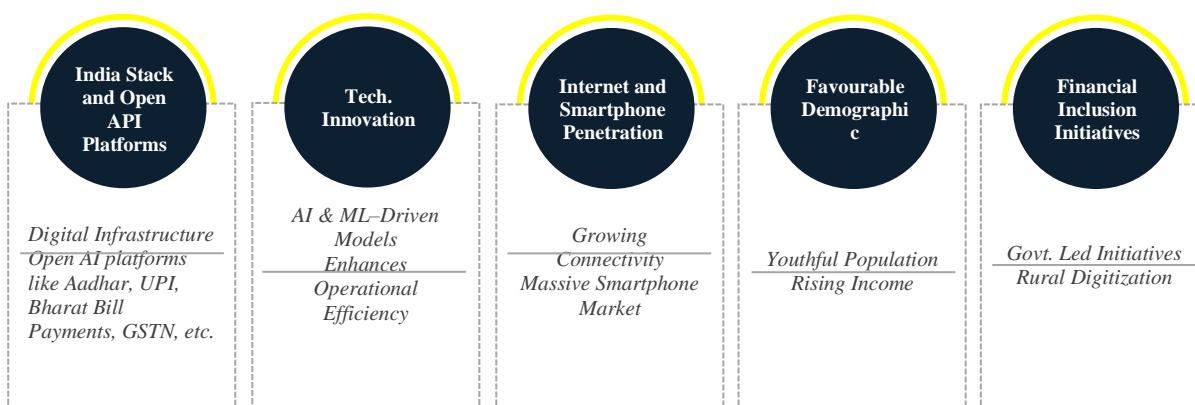 India Stack
and Open
API
Platforms
Digital Infrastructure
Open AI platforms
like Aadhar, UPI,
Bharat Bill
Payments, GSTN, etc.
Tech.
Innovation
AI & ML–Driven
Models
Enhances
Operational
Efficiency
Internet and
Smartphone
Penetration
Growing
Connectivity
Massive Smartphone
Market
Favourable
Demographi
c
Youthful Population
Rising Income
Financial
Inclusion
Initiatives
Govt. Led Initiatives
Rural Digitization